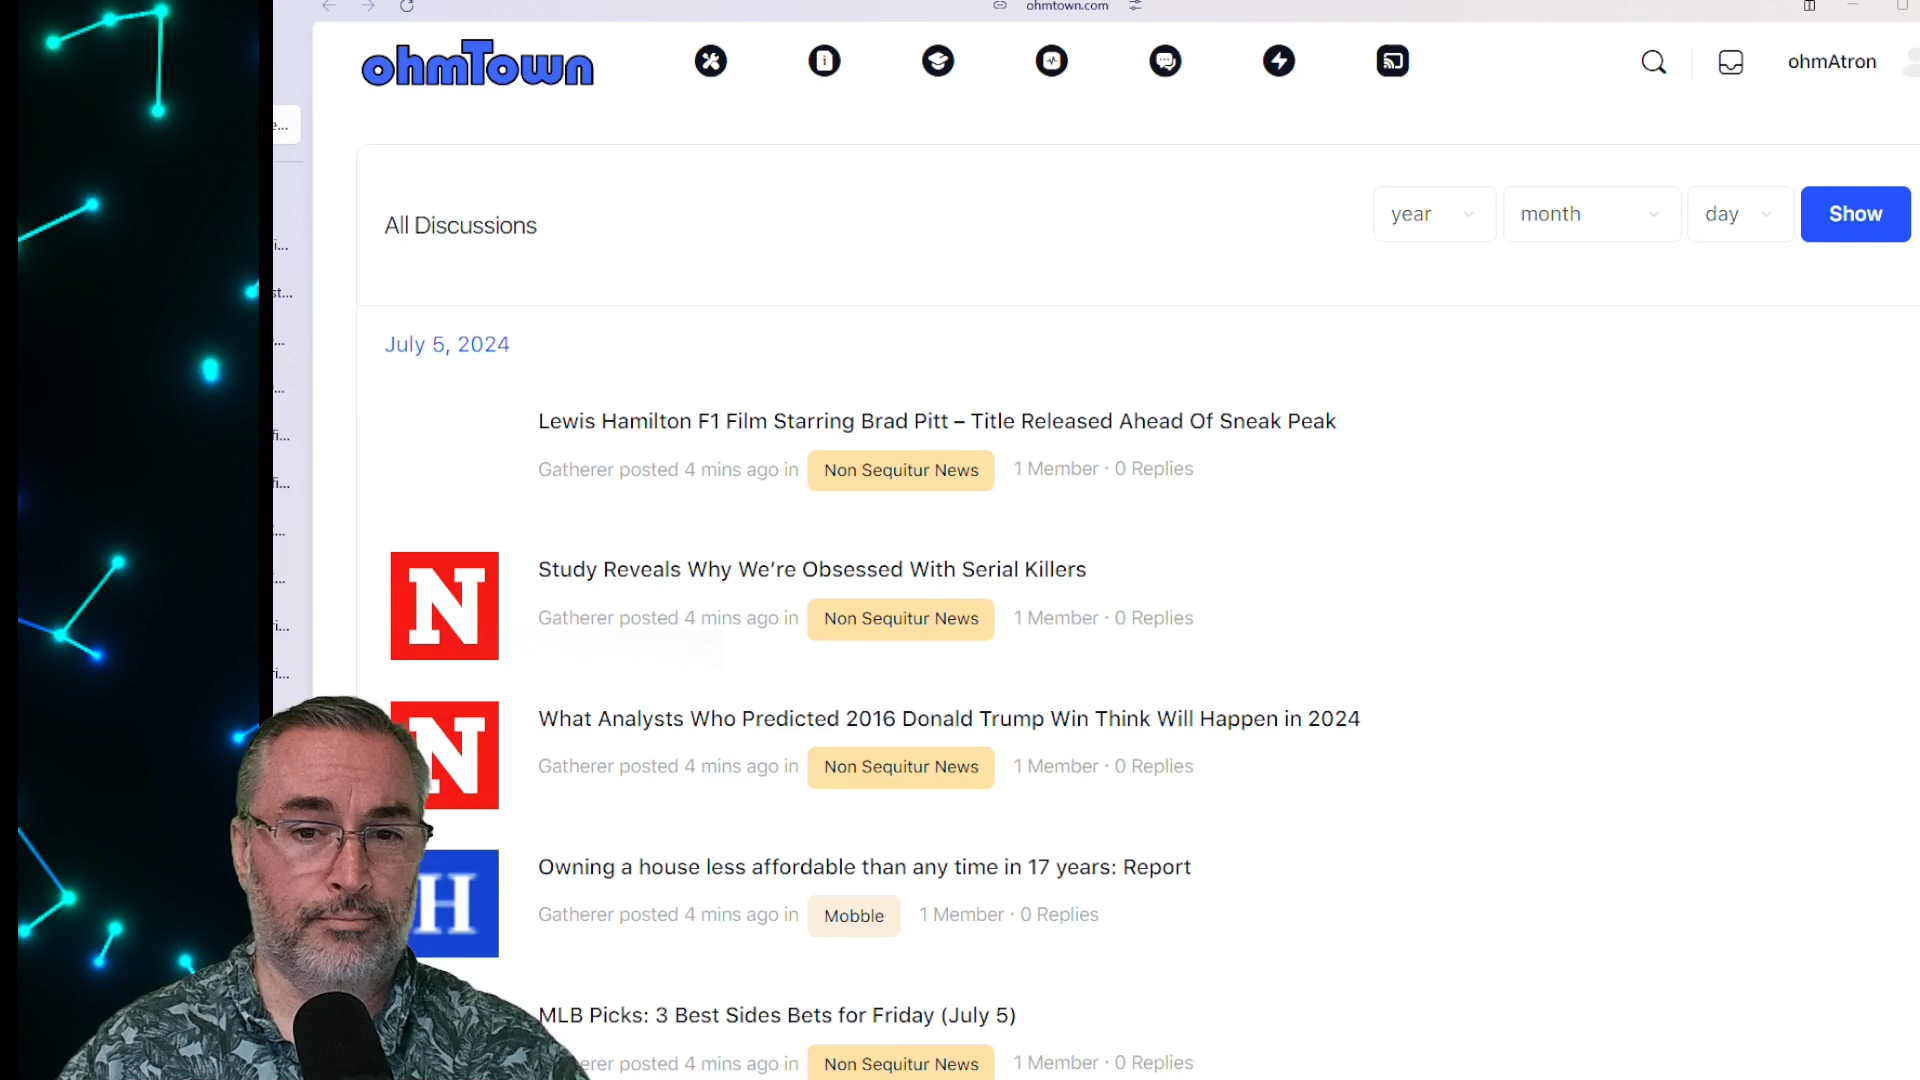 ohmtown.com
ohmTown
ohmAtron
e...
All Discussions
year
month
day
Show
i...
st...
July 5, 2024
Lewis Hamilton F1 Film Starring Brad Pitt – Title Released Ahead Of Sneak Peak
Gatherer posted 4 mins ago in Non Sequitur News 1 Member · 0 Replies
fi...
N
Study Reveals Why We're Obsessed With Serial Killers
Gatherer posted 4 mins ago in Non Sequitur News 1 Member · 0 Replies
N
What Analysts Who Predicted 2016 Donald Trump Win Think Will Happen in 2024
Gatherer posted 4 mins ago in Non Sequitur News 1 Member · 0 Replies
H
Owning a house less affordable than any time in 17 years: Report
Gatherer posted 4 mins ago in Mobble 1 Member · 0 Replies
MLB Picks: 3 Best Sides Bets for Friday (July 5)
erer posted 4 mins ago in Non Sequitur News 1 Member · 0 Replies